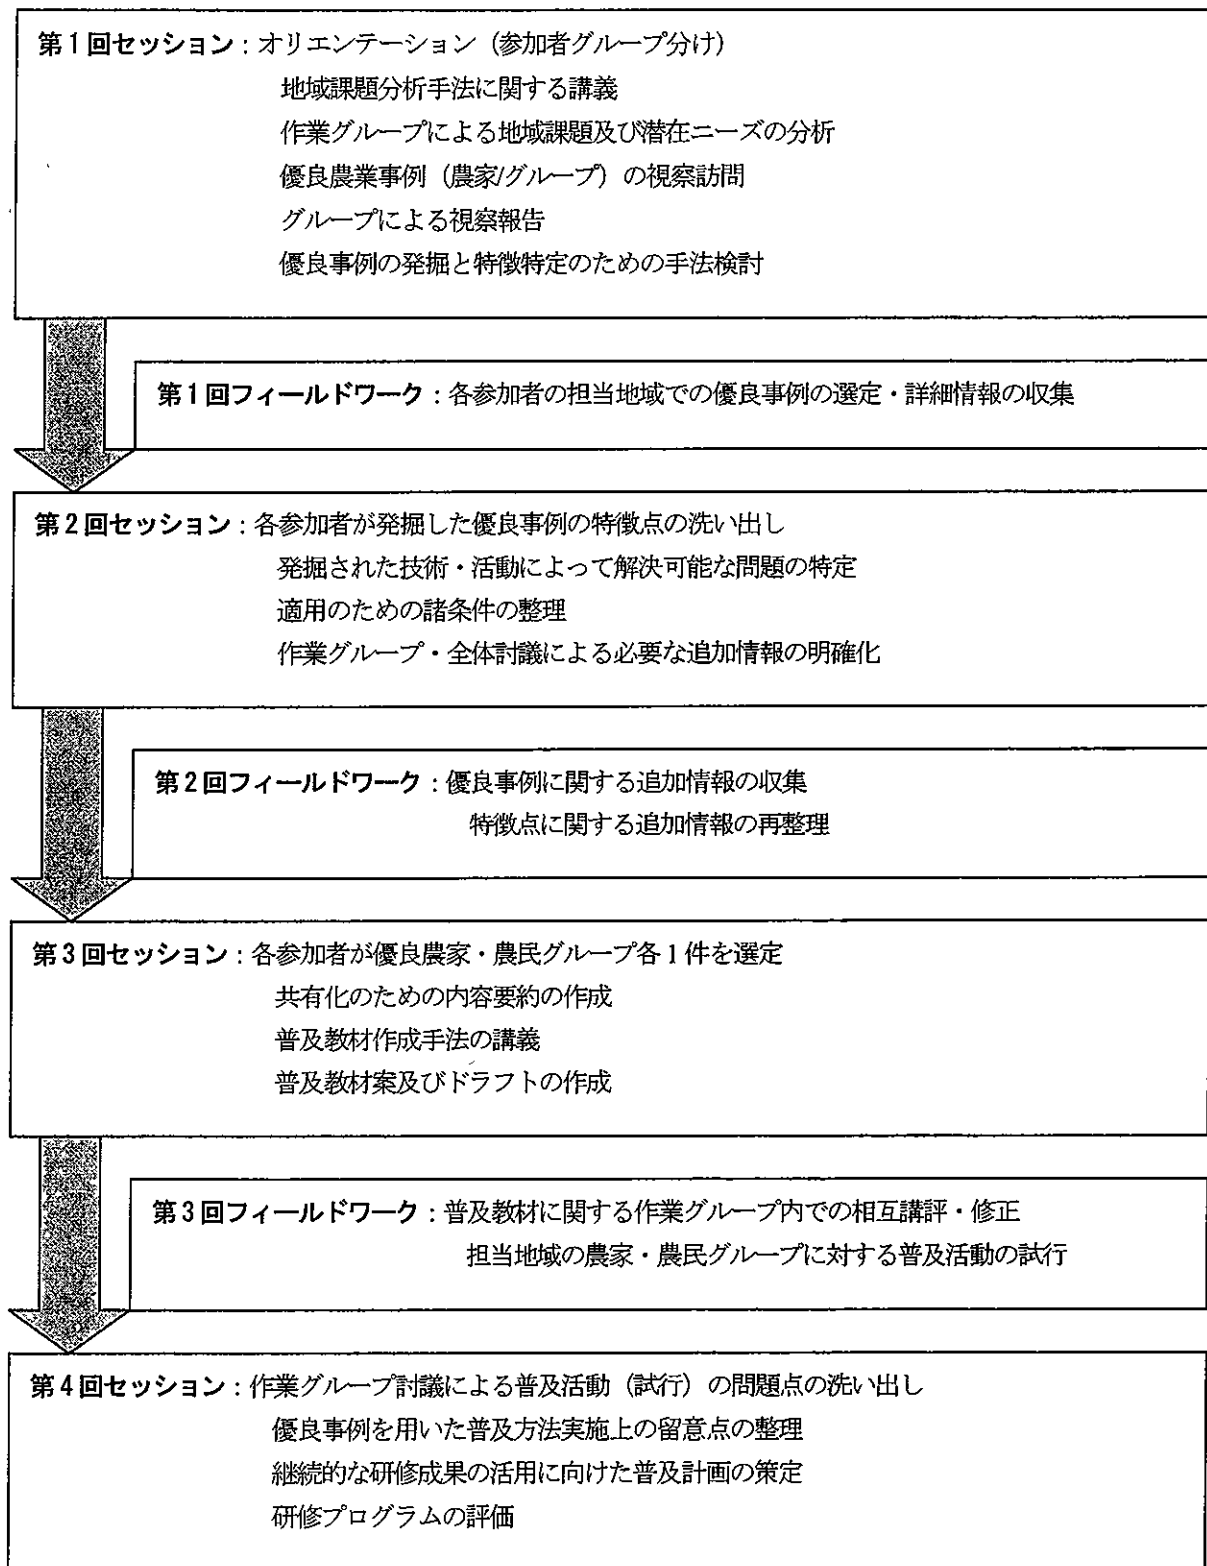 第1回セッション：オリエンテーション（参加者グループ分け）
地域課題分析手法に関する講義
作業グループによる地域課題及び潜在ニーズの分析
優良農業事例（農家/グループ）の視察訪問
グループによる視察報告
優良事例の発掘と特徴特定のための手法検討
第1回フィールドワーク：各参加者の担当地域での優良事例の選定・詳細情報の収集
第2回セッション：各参加者が発掘した優良事例の特徴点の洗い出し
発掘された技術・活動によって解決可能な問題の特定
適用のための諸条件の整理
作業グループ・全体討議による必要な追加情報の明確化
第2回フィールドワーク：優良事例に関する追加情報の収集
特徴点に関する追加情報の再整理
第3回セッション：各参加者が優良農家・農民グループ各1件を選定
共有化のための内容要約の作成
普及教材作成手法の講義
普及教材案及びドラフトの作成
第3回フィールドワーク：普及教材に関する作業グループ内での相互講評・修正
担当地域の農家・農民グループに対する普及活動の試行
第4回セッション：作業グループ討議による普及活動（試行）の問題点の洗い出し
優良事例を用いた普及方法実施上の留意点の整理
継続的な研修成果の活用に向けた普及計画の策定
研修プログラムの評価